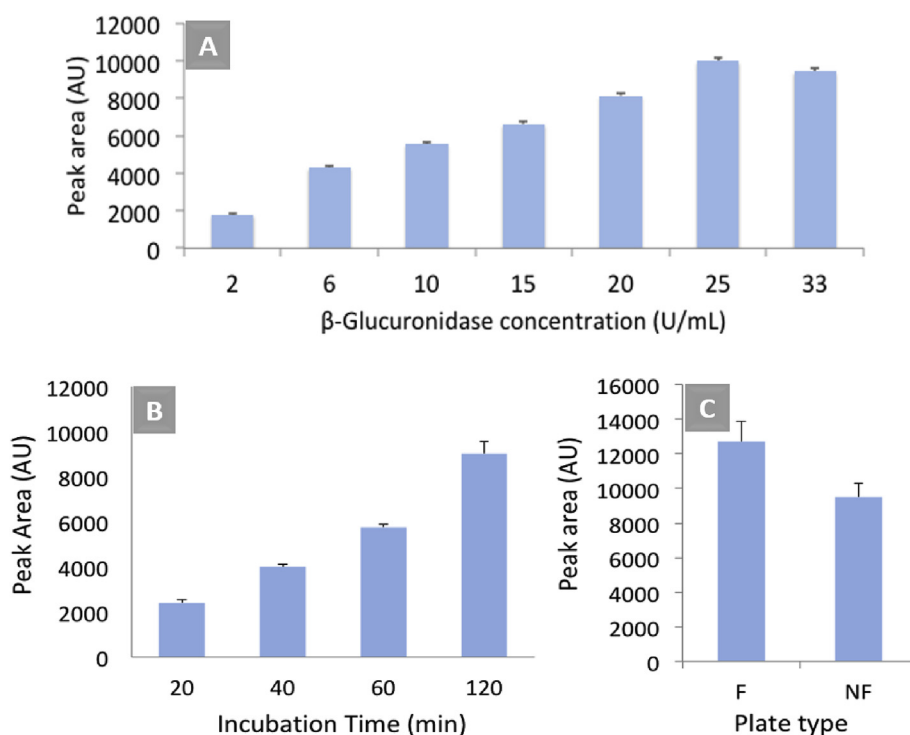 A
12000
10000
8000
6000
4000
2000
0
Peak area (AU)
2 6 10 15 20 25 33
β-Glucuronidase concentration (U/mL)
B
12000
10000
8000
6000
4000
2000
0
Peak Area (AU)
20 40 60 120
Incubation Time (min)
C
16000
14000
12000
10000
8000
6000
4000
2000
0
Peak area (AU)
F NF
Plate type